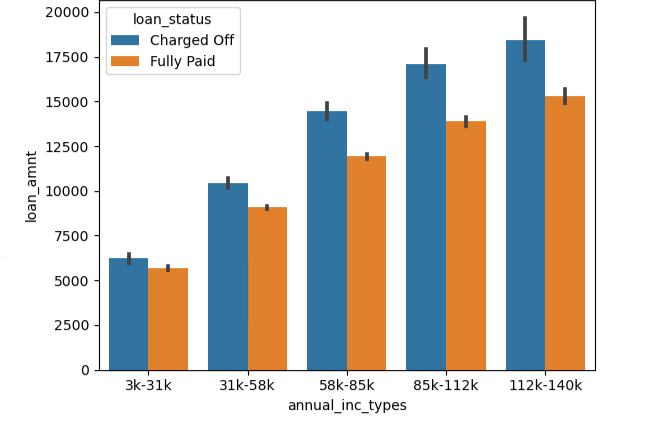 loan_status
Charged Off
Fully Paid
20000
17500
15000
12500
10000
7500
5000
2500
0
loan_amnt
3k-31k 31k-58k 58k-85k 85k-112k 112k-140k
annual_inc_types